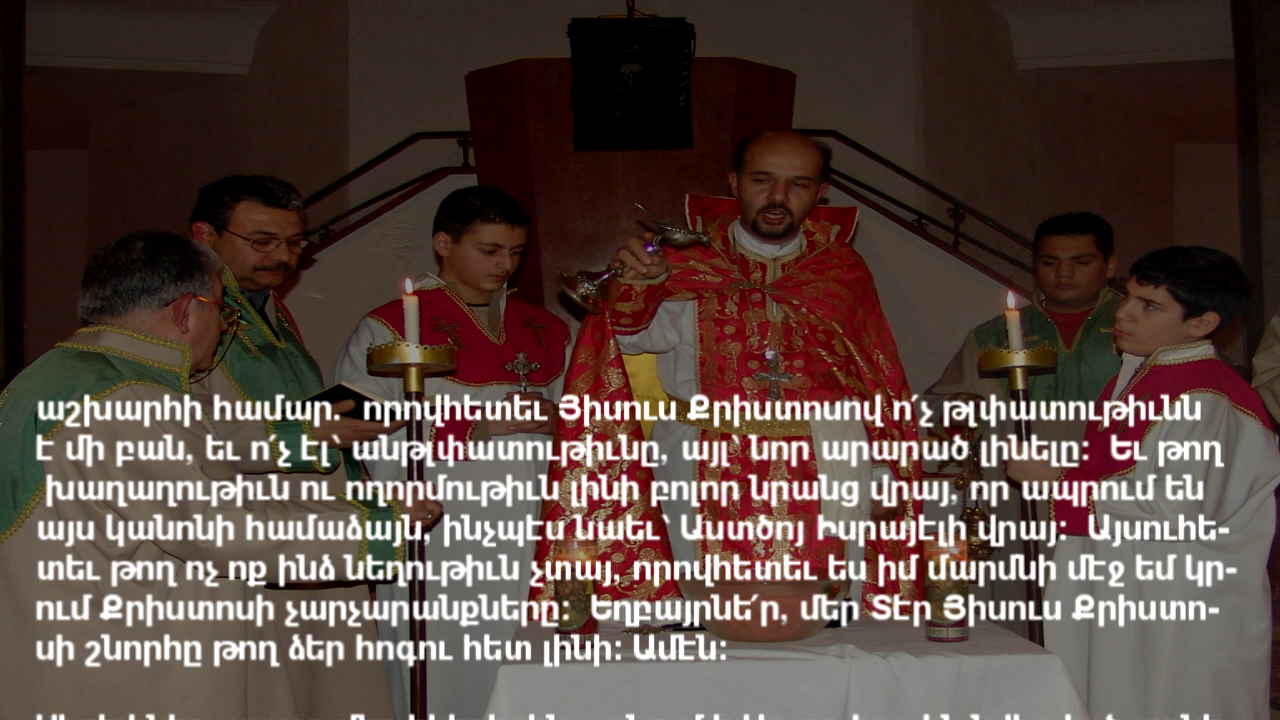 աշխարհի համար.  որովհետեւ Յիսուս Քրիստոսով ո՛չ թլփատութիւնն
է մի բան, եւ ո՛չ էլ՝ անթլփատութիւնը, այլ՝ նոր արարած լինելը։  Եւ թող
խաղաղութիւն ու ողորմութիւն լինի բոլոր նրանց վրայ, որ ապրում են
այս կանոնի համաձայն, ինչպէս նաեւ՝ Աստծոյ Իսրայէլի վրայ։  Այսուհե-
տեւ թող ոչ ոք ինձ նեղութիւն չտայ, որովհետեւ ես իմ մարմնի մէջ եմ կր-
ում Քրիստոսի չարչարանքները։  Եղբայրնե՛ր, մեր Տէր Յիսուս Քրիստո-
սի շնորհը թող ձեր հոգու հետ լինի։ Ամէն։